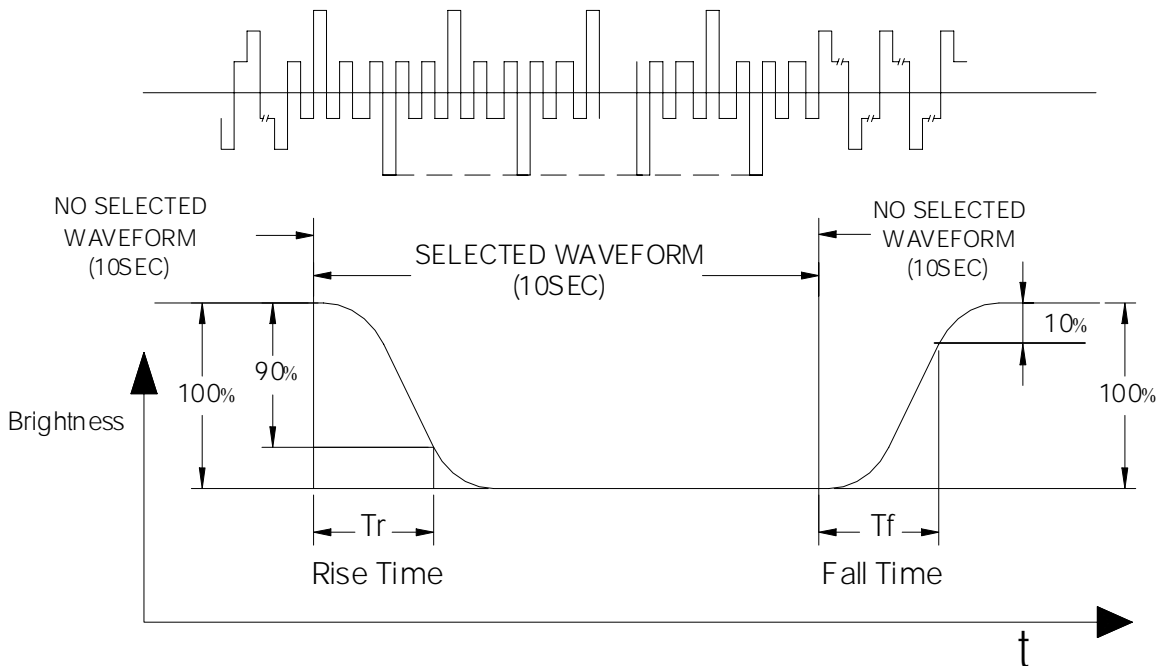 NO SELECTED
WAVEFORM
(10SEC)
SELECTED WAVEFORM
(10SEC)
NO SELECTED
WAVEFORM
(10SEC)
100%
90%
10%
100%
Brightness
Tr
Tf
Rise Time
Fall Time
t